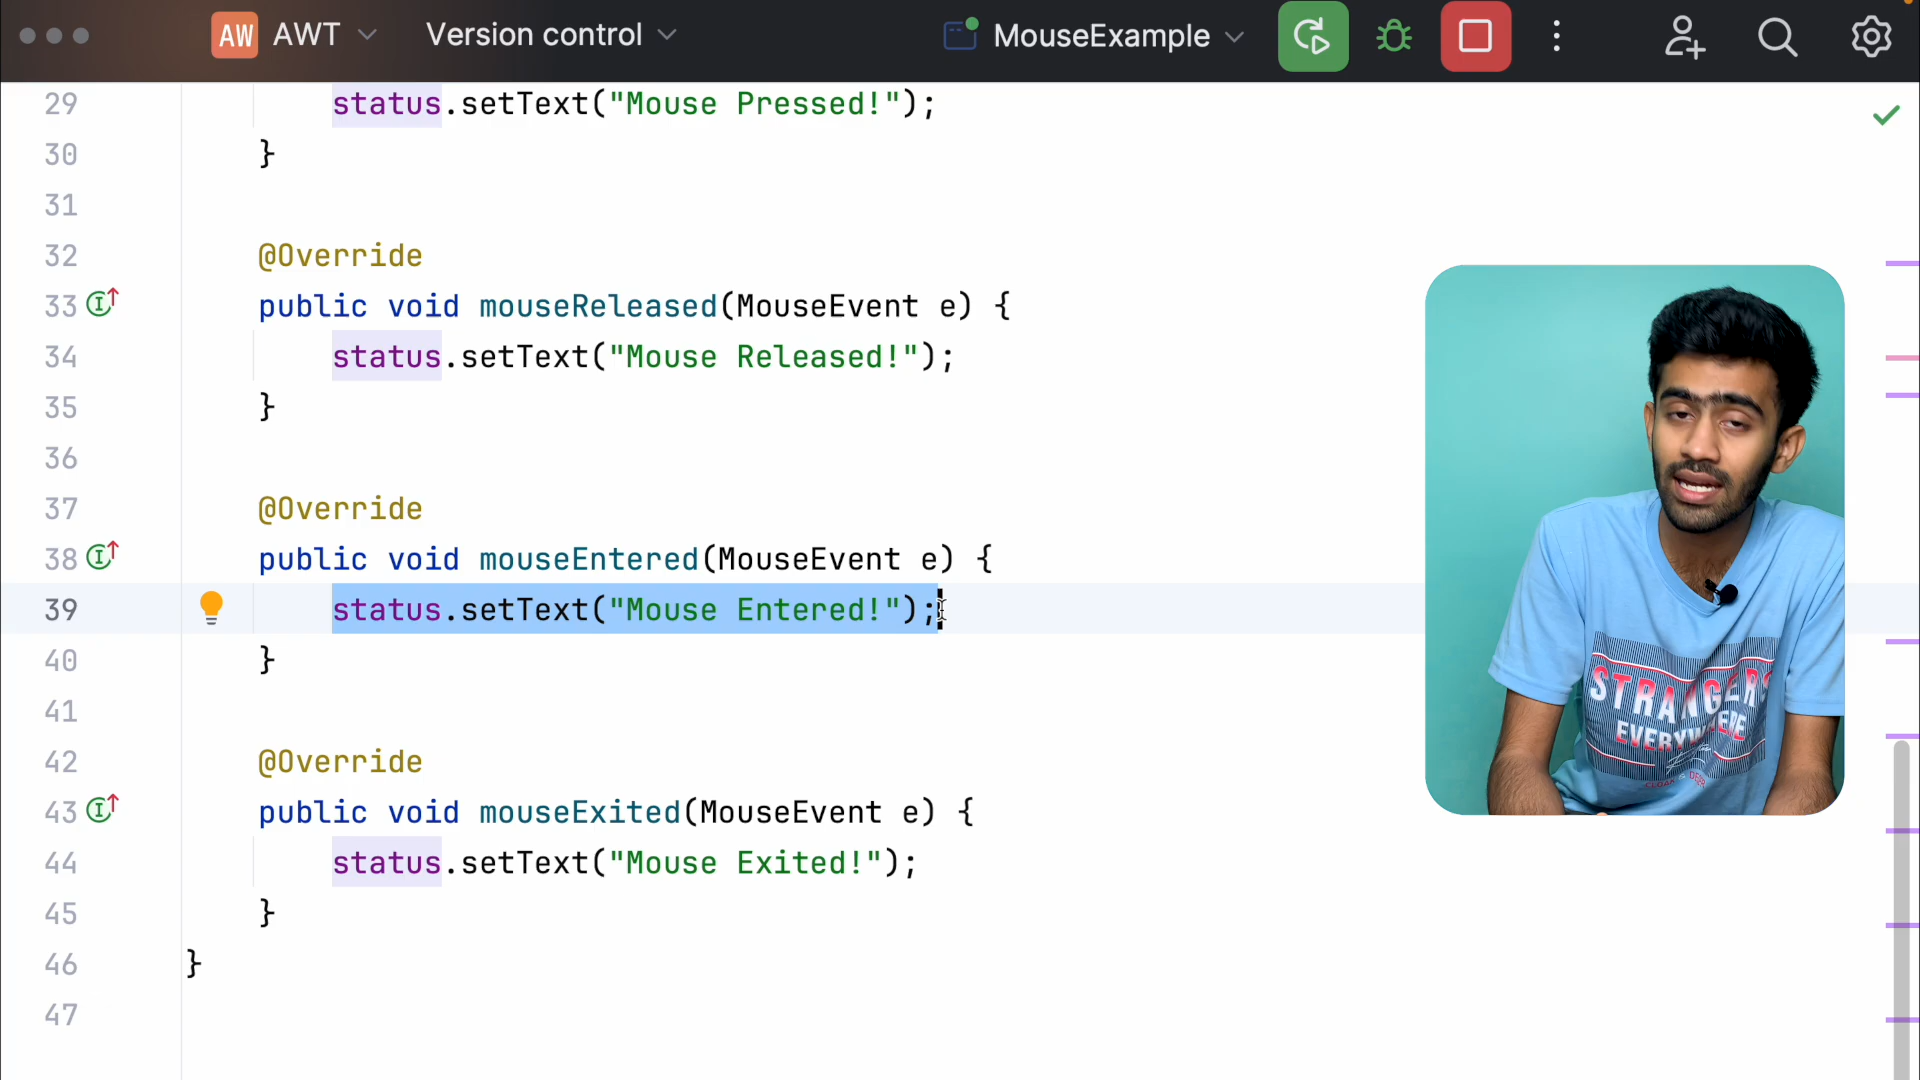 AW AWT Version control MouseExample
29 status.setText("Mouse Pressed!");
30 }
31
32 @Override
33 public void mouseReleased(MouseEvent e) {
34 status.setText("Mouse Released!");
35 }
36
37 @Override
38 public void mouseEntered(MouseEvent e) {
39 status.setText("Mouse Entered!");
40 }
41
42 @Override
43 public void mouseExited(MouseEvent e) {
44 status.setText("Mouse Exited!");
45 }
46 }
47
STRANGERS